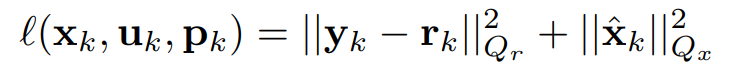 ℓ(𝐱ₖ, 𝐮ₖ, 𝐩ₖ) = ||𝐲ₖ − 𝐫ₖ||²_{Q_r} + ||𝐱̂ₖ||²_{Q_x}